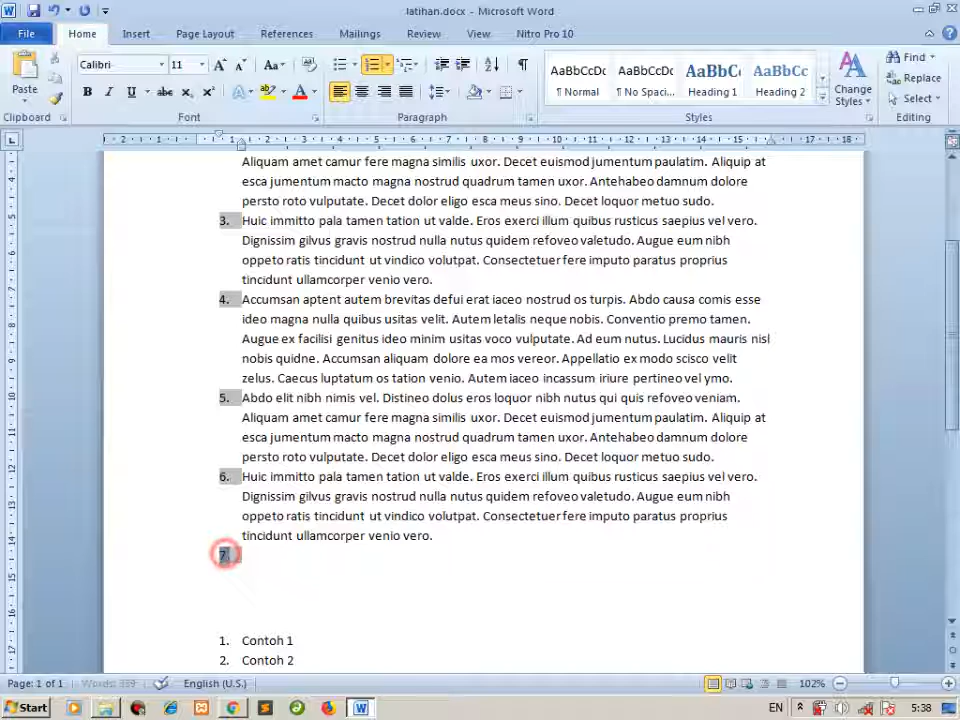 latihan.docx - Microsoft Word
File Home Insert Page Layout References Mailings Review View Nitro Pro 10
Paste
Clipboard
Calibri 11
Font
Paragraph
AaBbCcDc AaBbCcDc AaBbC AaBbCc
¶ Normal ¶ No Spaci... Heading 1 Heading 2
Styles
Change Styles
Find
Replace
Select
Editing
Aliquam amet camur fere magna similis uxor. Decet euismod jumentum paulatim. Aliquip at
esca jumentum macto magna nostrud quadrum tamen uxor. Antehabeo damnum dolore
persto roto vulputate. Decet dolor eligo esca meus sino. Decet loquor metuo sudo.
3. Huic immitto pala tamen tation ut valde. Eros exerci illum quibus rusticus saepius vel vero.
Dignissim gilvus gravis nostrud nulla nutus quidem refoveo valetudo. Augue eum nibh
oppeto ratis tincidunt ut vindico volutpat. Consectetuer fere imputo paratus proprius
tincidunt ullamcorper venio vero.
4. Accumsan aptent autem brevitas defui erat iaceo nostrud os turpis. Abdo causa comis esse
ideo magna nulla quibus usitas velit. Autem letalis neque nobis. Conventio premo tamen.
Augue ex facilisi genitus ideo minim usitas voco vulputate. Ad eum nutus. Lucidus mauris nisl
nobis quidne. Accumsan aliquam dolore ea mos vereor. Appellatio ex modo scisco velit
zelus. Caecus luptatum os tation venio. Autem iaceo incassum iriure pertineo vel ymo.
5. Abdo elit nibh nimis vel. Distineo dolus eros loquor nibh nutus qui quis refoveo veniam.
Aliquam amet camur fere magna similis uxor. Decet euismod jumentum paulatim. Aliquip at
esca jumentum macto magna nostrud quadrum tamen uxor. Antehabeo damnum dolore
persto roto vulputate. Decet dolor eligo esca meus sino. Decet loquor metuo sudo.
6. Huic immitto pala tamen tation ut valde. Eros exerci illum quibus rusticus saepius vel vero.
Dignissim gilvus gravis nostrud nulla nutus quidem refoveo valetudo. Augue eum nibh
oppeto ratis tincidunt ut vindico volutpat. Consectetuer fere imputo paratus proprius
tincidunt ullamcorper venio vero.
7.
1. Contoh 1
2. Contoh 2
Page: 1 of 1 Words: 339 English (U.S.) 102%
Start EN 5:38